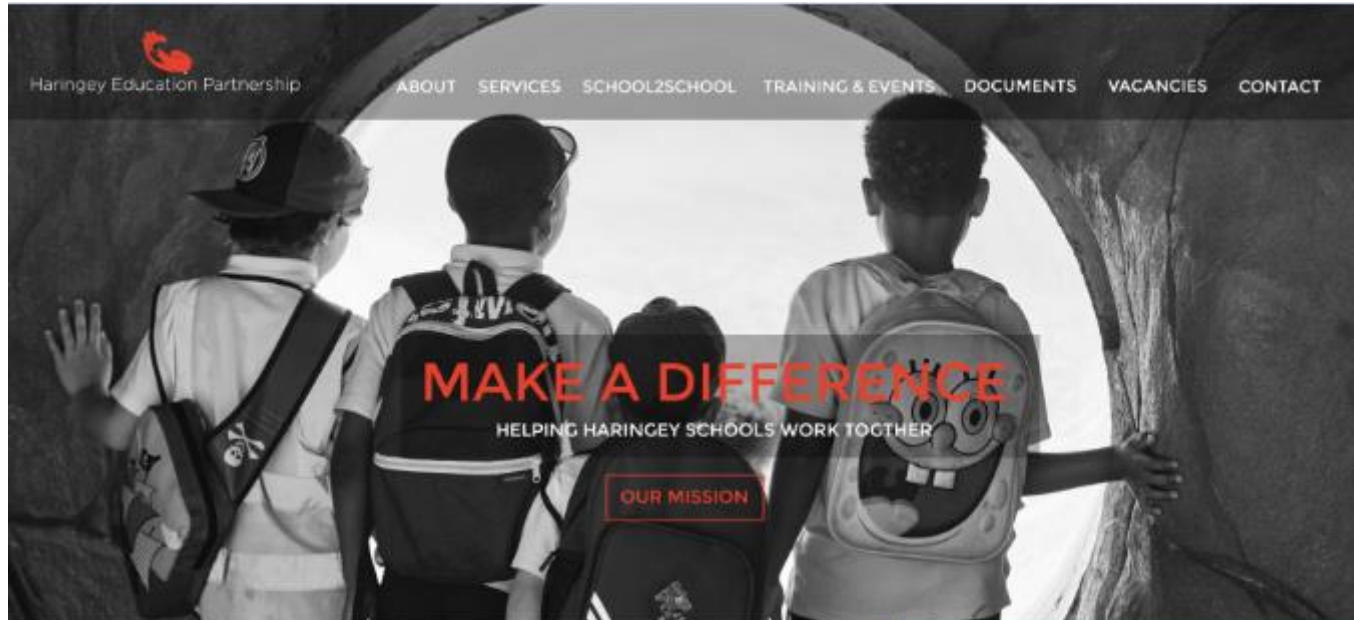 Haringey Education Partnership
ABOUT SERVICES SCHOOL2SCHOOL TRAINING & EVENTS DOCUMENTS VACANCIES CONTACT
MAKE A DIFFERENCE
HELPING HARINGEY SCHOOLS WORK TOGTHER
OUR MISSION